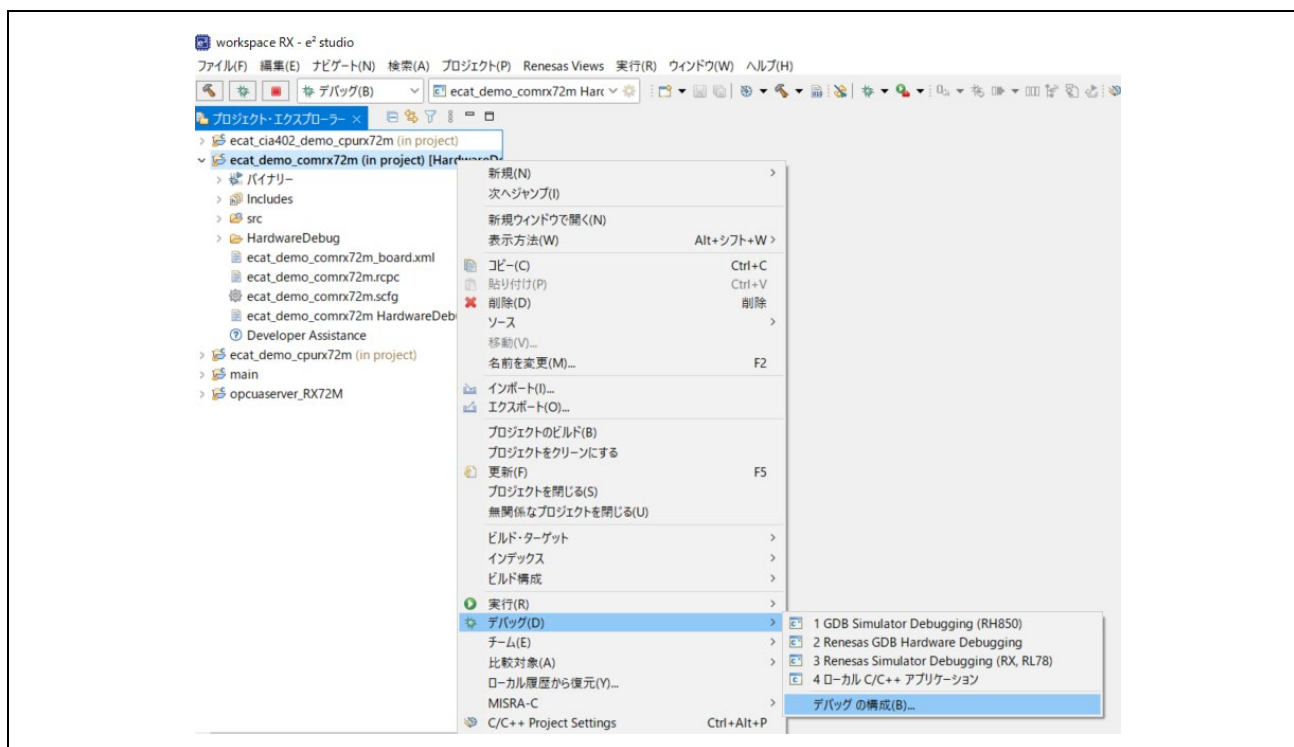 workspace RX - e² studio
ファイル(F) 編集(E) ナビゲート(N) 検索(A) プロジェクト(P) Renesas Views 実行(R) ウィンドウ(W) ヘルプ(H)
デバッグ(B) ecat_demo_comrx72m Harc
プロジェクト・エクスプローラー
ecat_cia402_demo_cpurx72m (in project)
ecat_demo_comrx72m (in project) [HardwareDe
バイナリー
Includes
src
HardwareDebug
ecat_demo_comrx72m_board.xml
ecat_demo_comrx72m.rcpc
ecat_demo_comrx72m.scfg
ecat_demo_comrx72m HardwareDeb
Developer Assistance
ecat_demo_cpurx72m (in project)
main
opcuaserver_RX72M
新規(N)
次へジャンプ(I)
新規ウィンドウで開く(N)
表示方法(W) Alt+シフト+W
コピー(C) Ctrl+C
貼り付け(P) Ctrl+V
削除(D) 削除
ソース
移動(V)...
名前を変更(M)... F2
インポート(I)...
エクスポート(O)...
プロジェクトのビルド(B)
プロジェクトをクリーンにする
更新(F) F5
プロジェクトを閉じる(S)
無関係なプロジェクトを閉じる(U)
ビルド・ターゲット
インデックス
ビルド構成
実行(R)
デバッグ(D)
チーム(E)
比較対象(A)
ローカル履歴から復元(Y)...
MISRA-C
C/C++ Project Settings Ctrl+Alt+P
1 GDB Simulator Debugging (RH850)
2 Renesas GDB Hardware Debugging
3 Renesas Simulator Debugging (RX, RL78)
4 ローカル C/C++ アプリケーション
デバッグ の構成(B)...